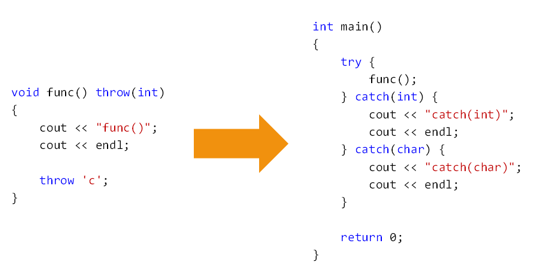 void func() throw(int)
{
    cout << "func()";
    cout << endl;

    throw 'c';
}
int main()
{
    try {
        func();
    } catch(int) {
        cout << "catch(int)";
        cout << endl;
    } catch(char) {
        cout << "catch(char)";
        cout << endl;
    }

    return 0;
}